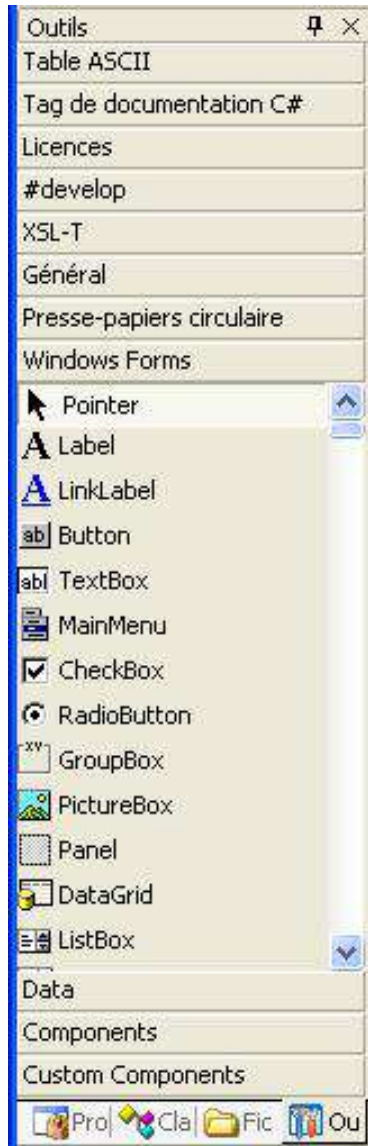 Outils
Table ASCII
Tag de documentation C#
Licences
#develop
XSL-T
Général
Presse-papiers circulaire
Windows Forms
Pointer
A Label
A LinkLabel
ab Button
abl TextBox
MainMenu
CheckBox
RadioButton
XY GroupBox
PictureBox
Panel
DataGrid
ListBox
Data
Components
Custom Components
Pro Cla Fic Ou